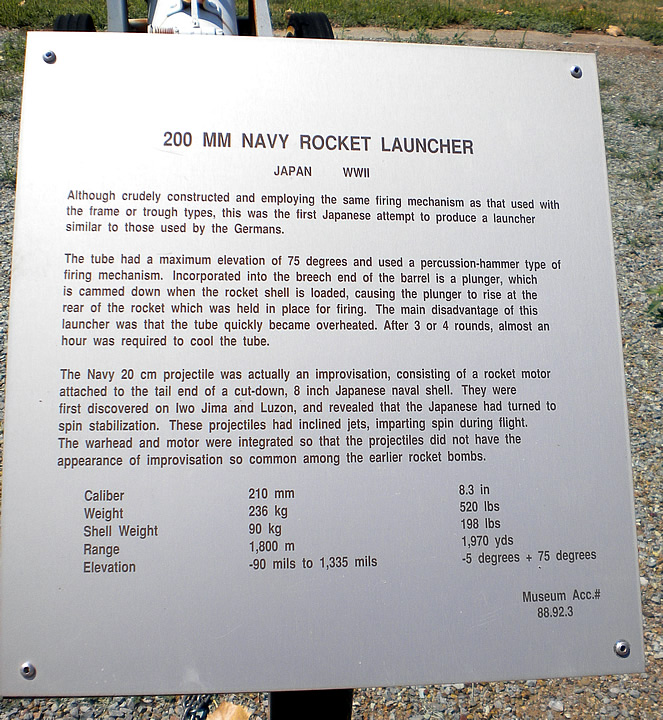 200 MM NAVY ROCKET LAUNCHER
JAPAN WWII
Although crudely constructed and employing the same firing mechanism as that used with
the frame or trough types, this was the first Japanese attempt to produce a launcher
similar to those used by the Germans.
The tube had a maximum elevation of 75 degrees and used a percussion-hammer type of
firing mechanism. Incorporated into the breech end of the barrel is a plunger, which
is cammed down when the rocket shell is loaded, causing the plunger to rise at the
rear of the rocket which was held in place for firing. The main disadvantage of this
launcher was that the tube quickly became overheated. After 3 or 4 rounds, almost an
hour was required to cool the tube.
The Navy 20 cm projectile was actually an improvisation, consisting of a rocket motor
attached to the tail end of a cut-down, 8 inch Japanese naval shell. They were
first discovered on Iwo Jima and Luzon, and revealed that the Japanese had turned to
spin stabilization. These projectiles had inclined jets, imparting spin during flight.
The warhead and motor were integrated so that the projectiles did not have the
appearance of improvisation so common among the earlier rocket bombs.
Caliber 210 mm 8.3 in
Weight 236 kg 520 lbs
Shell Weight 90 kg 198 lbs
Range 1,800 m 1,970 yds
Elevation -90 mils to 1,335 mils -5 degrees + 75 degrees
Museum Acc.#
88.92.3